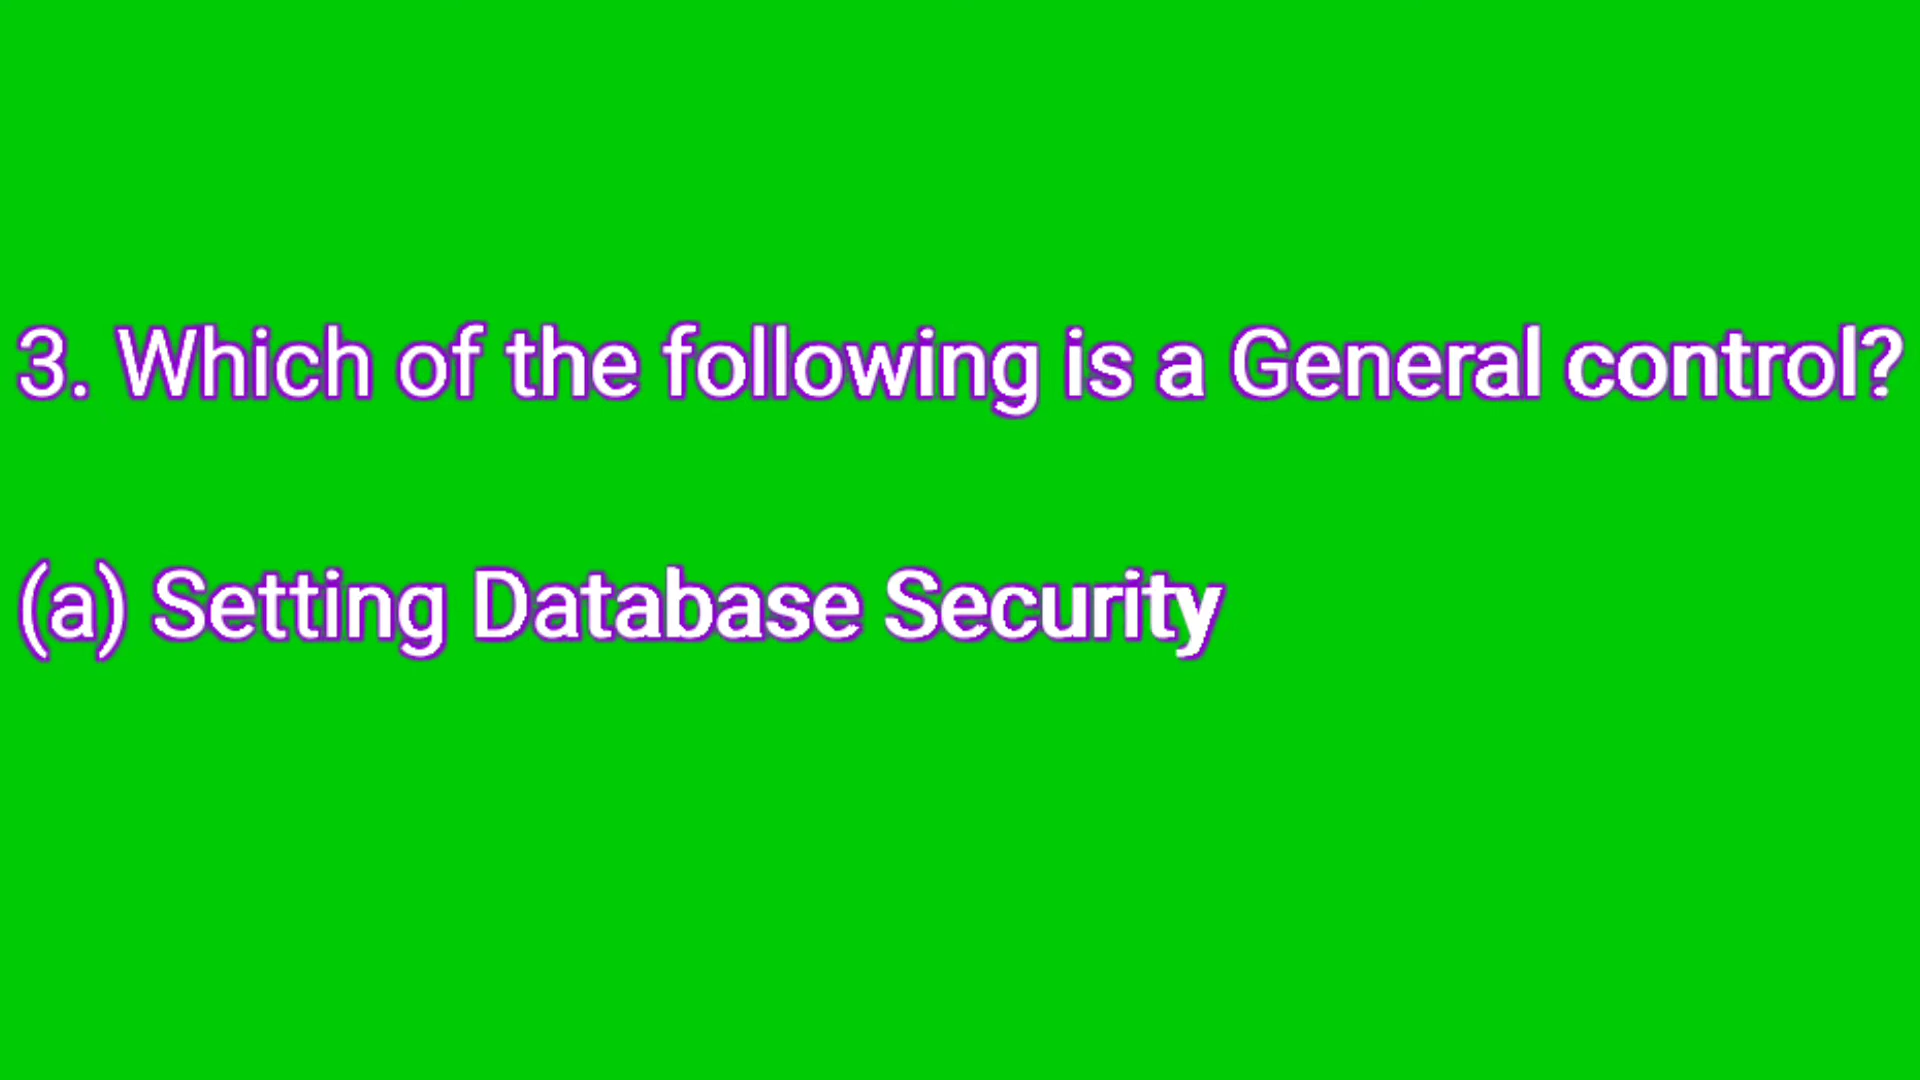 3. Which of the following is a General control?
(a) Setting Database Security